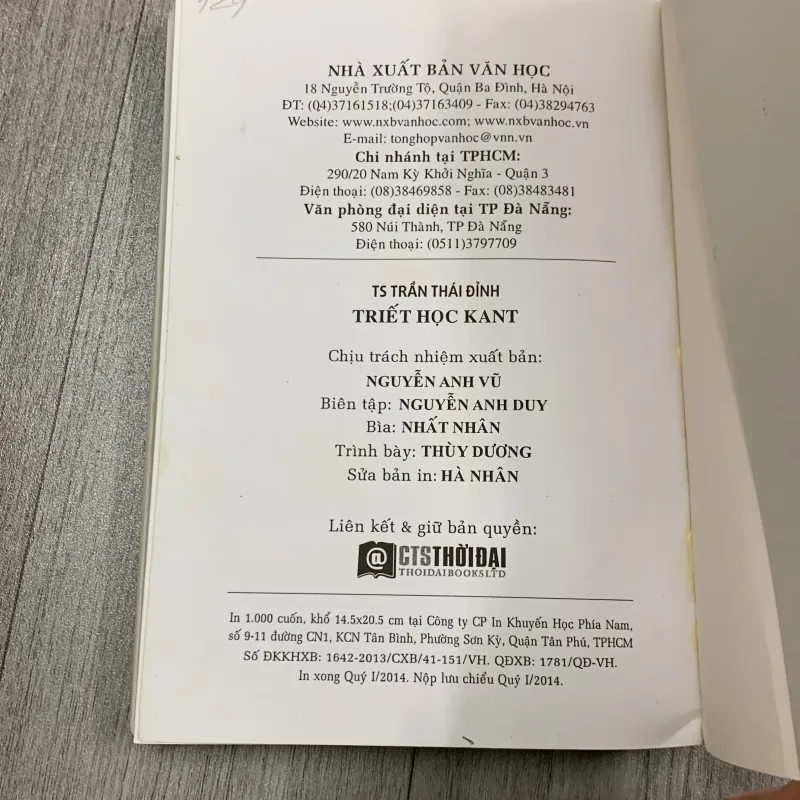 NHÀ XUẤT BẢN VĂN HỌC
18 Nguyễn Trường Tộ, Quận Ba Đình, Hà Nội
ĐT: (04)37161518;(04)37163409 - Fax: (04)38294763
Website: www.nxbvanhoc.com; www.nxbvanhoc.vn
E-mail: tonghopvanhoc@vnn.vn
Chi nhánh tại TPHCM:
290/20 Nam Kỳ Khởi Nghĩa - Quận 3
Điện thoại: (08)38469858 - Fax: (08)38483481
Văn phòng đại diện tại TP Đà Nẵng:
580 Núi Thành, TP Đà Nẵng
Điện thoại: (0511)3797709
TS TRẦN THÁI ĐỈNH
TRIẾT HỌC KANT
Chịu trách nhiệm xuất bản:
NGUYỄN ANH VŨ
Biên tập: NGUYỄN ANH DUY
Bìa: NHẤT NHÂN
Trình bày: THÙY DƯƠNG
Sửa bản in: HÀ NHÂN
Liên kết & giữ bản quyền:
@ CTSTHỜIĐẠI
THOIDAIBOOKSLTD
In 1.000 cuốn, khổ 14.5x20.5 cm tại Công ty CP In Khuyến Học Phía Nam,
số 9-11 đường CN1, KCN Tân Bình, Phường Sơn Kỳ, Quận Tân Phú, TPHCM
Số ĐKKHXB: 1642-2013/CXB/41-151/VH. QĐXB: 1781/QĐ-VH.
In xong Quý I/2014. Nộp lưu chiểu Quý I/2014.